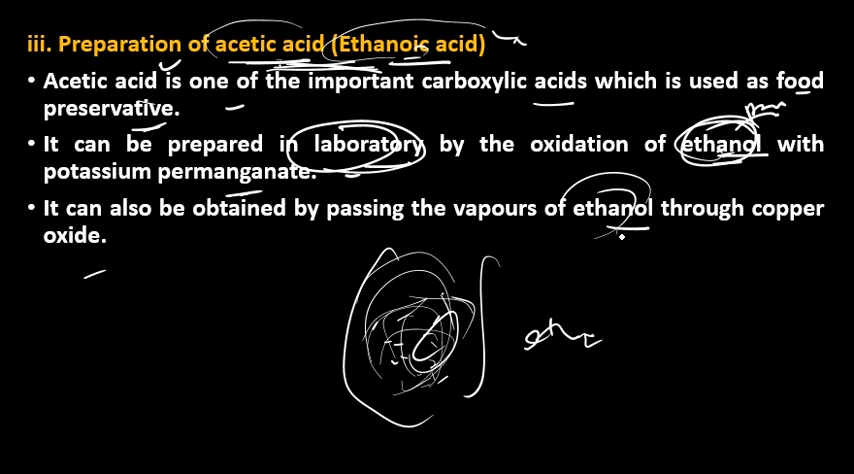 iii. Preparation of acetic acid (Ethanoic acid)
• Acetic acid is one of the important carboxylic acids which is used as food
preservative.
• It can be prepared in laboratory by the oxidation of ethanol with
potassium permanganate.
• It can also be obtained by passing the vapours of ethanol through copper
oxide.